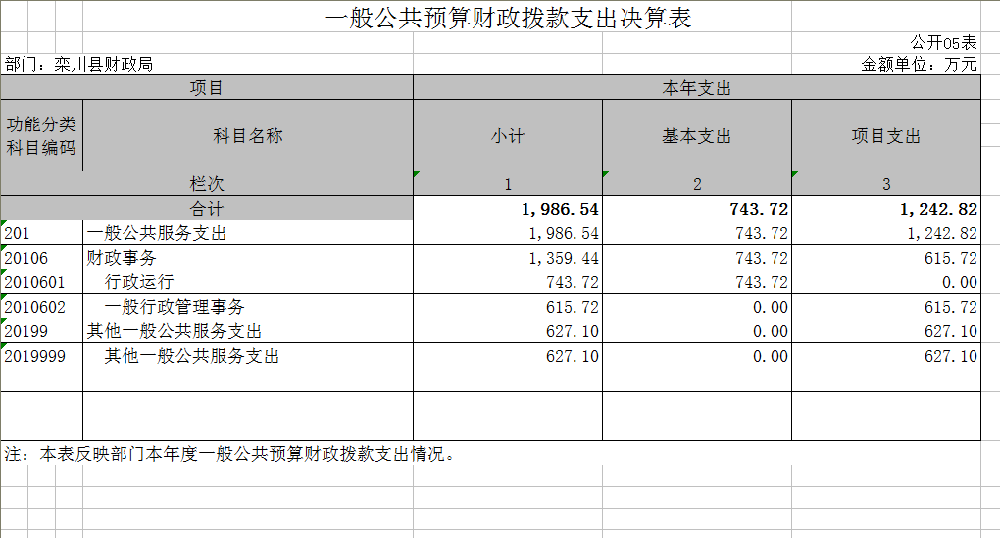 一般公共预算财政拨款支出决算表
公开05表
部门：栾川县财政局 金额单位：万元
项目 本年支出
功能分类科目编码 科目名称 小计 基本支出 项目支出
栏次 1 2 3
合计 1,986.54 743.72 1,242.82
201 一般公共服务支出 1,986.54 743.72 1,242.82
20106 财政事务 1,359.44 743.72 615.72
2010601 行政运行 743.72 743.72 0.00
2010602 一般行政管理事务 615.72 0.00 615.72
20199 其他一般公共服务支出 627.10 0.00 627.10
2019999 其他一般公共服务支出 627.10 0.00 627.10
注：本表反映部门本年度一般公共预算财政拨款支出情况。